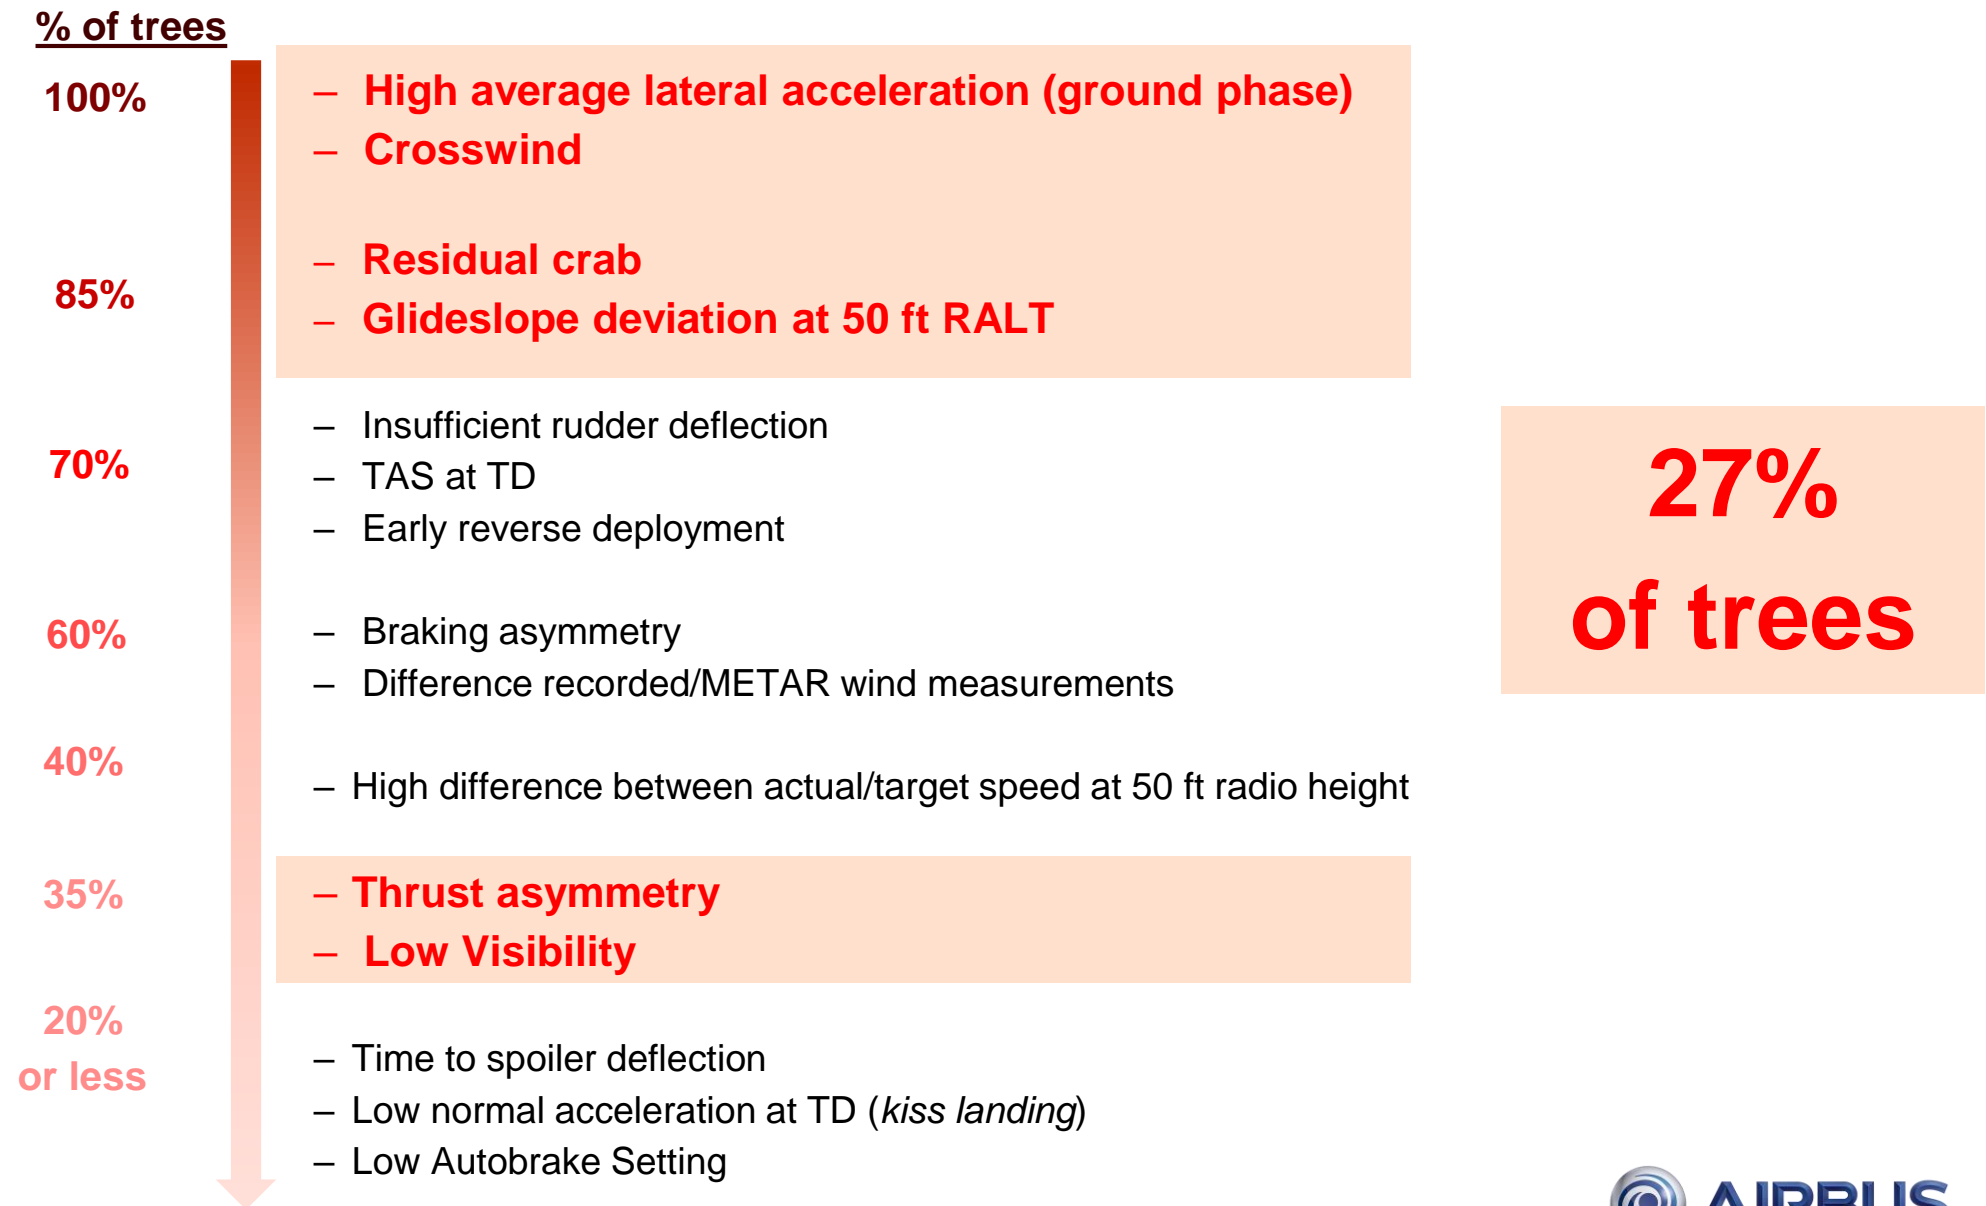 % of trees
100%
– High average lateral acceleration (ground phase)
– Crosswind
– Residual crab
85%
– Glideslope deviation at 50 ft RALT
– Insufficient rudder deflection
70%
– TAS at TD
– Early reverse deployment
27%
of trees
60%
– Braking asymmetry
– Difference recorded/METAR wind measurements
40%
– High difference between actual/target speed at 50 ft radio height
35%
– Thrust asymmetry
– Low Visibility
20%
or less
– Time to spoiler deflection
– Low normal acceleration at TD (kiss landing)
– Low Autobrake Setting
AIRBUS